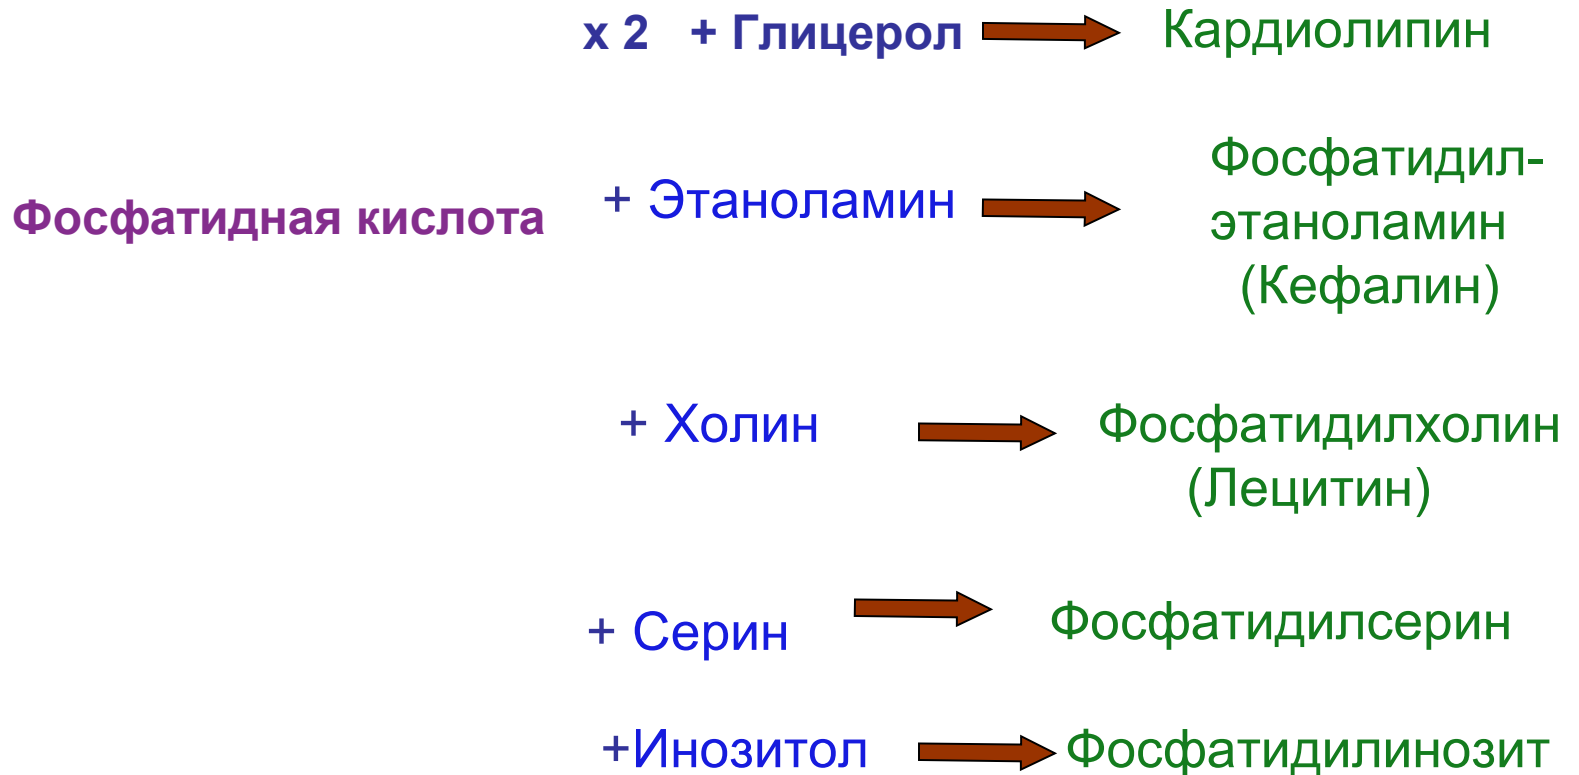 x 2 + Глицерол Кардиолипин
Фосфатидная кислота + Этаноламин Фосфатидил-
этаноламин
(Кефалин)
+ Холин Фосфатидилхолин
(Лецитин)
+ Серин Фосфатидилсерин
+Инозитол Фосфатидилинозит